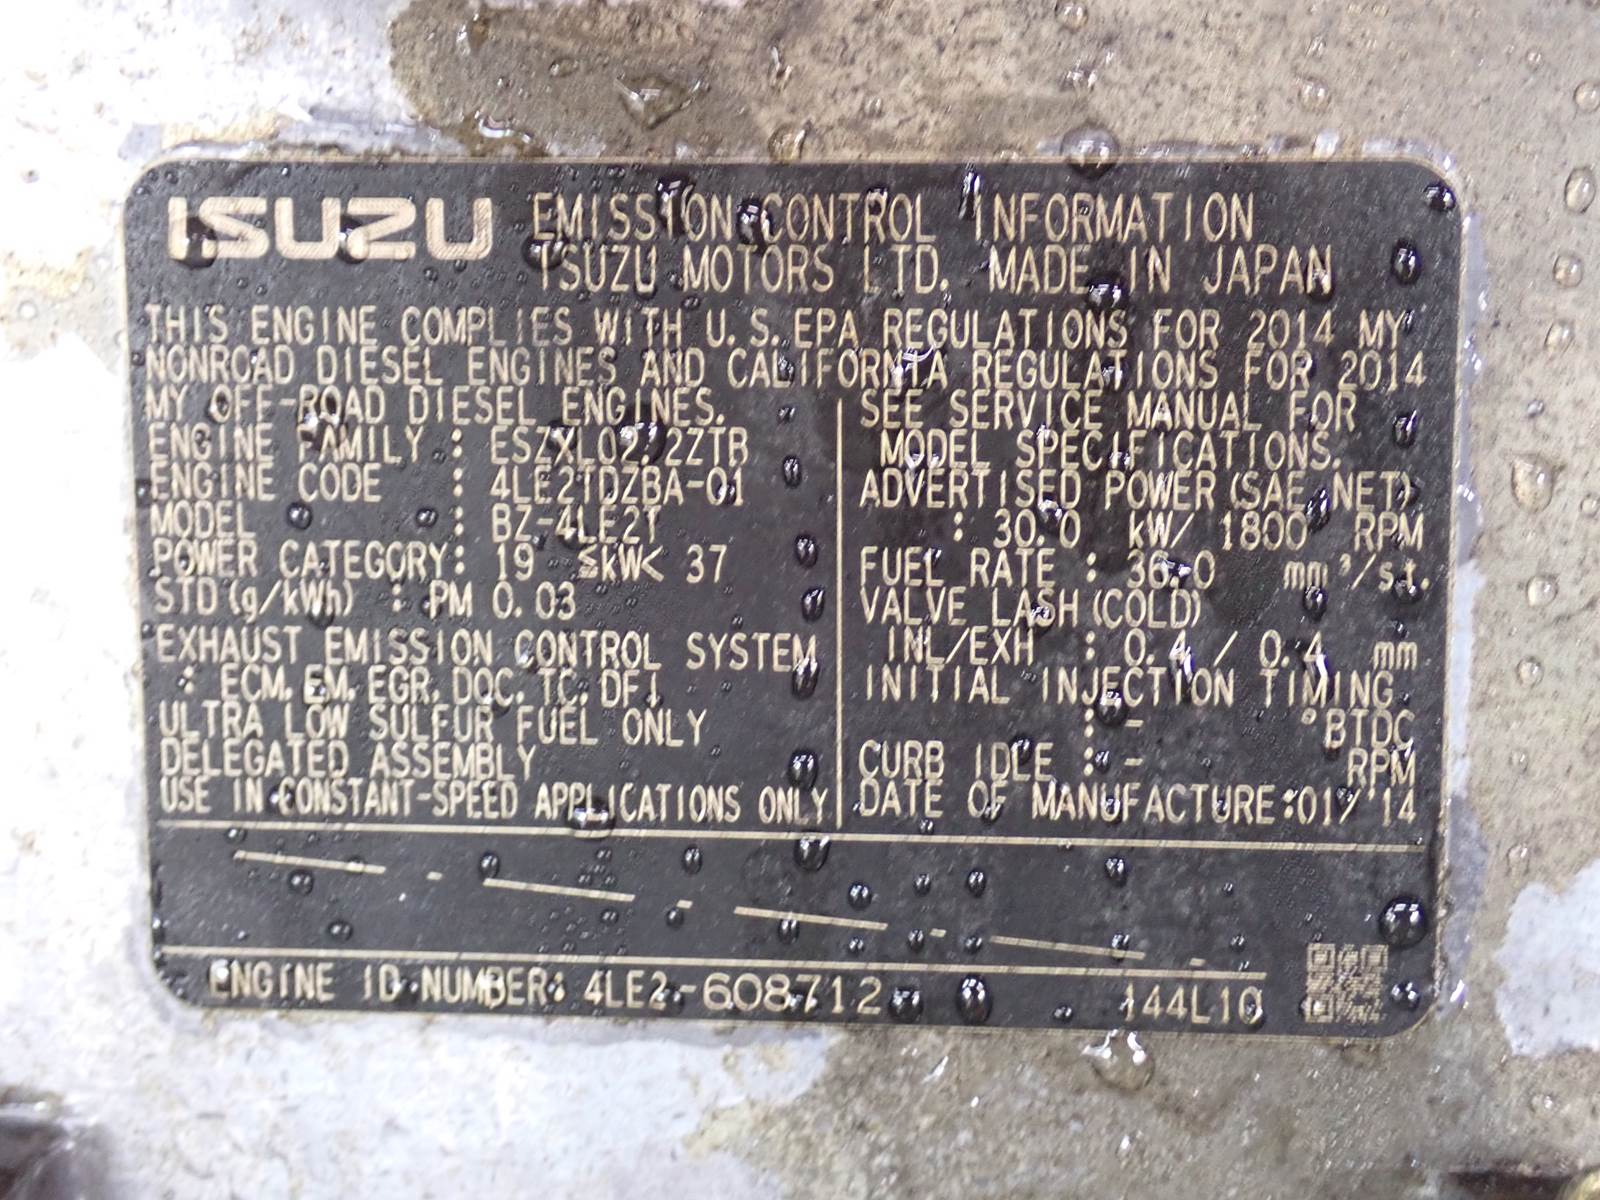 ISUZU EMISSION CONTROL INFORMATION
ISUZU MOTORS LTD. MADE IN JAPAN
THIS ENGINE COMPLIES WITH U.S.EPA REGULATIONS FOR 2014 MY
NONROAD DIESEL ENGINES AND CALIFORNIA REGULATIONS FOR 2014
MY OFF-ROAD DIESEL ENGINES.
ENGINE FAMILY : ESZXL02.2ZTB
ENGINE CODE : 4LE2TDZBA-01
MODEL : BZ-4LE2T
POWER CATEGORY: 19 ≤kW< 37
STD(g/kWh) : PM 0.03
EXHAUST EMISSION CONTROL SYSTEM
: ECM, EM, EGR, DOC, TC, DFI
ULTRA LOW SULFUR FUEL ONLY
DELEGATED ASSEMBLY
USE IN CONSTANT-SPEED APPLICATIONS ONLY
SEE SERVICE MANUAL FOR
MODEL SPECIFICATIONS.
ADVERTISED POWER(SAE NET)
: 30.0 kW/ 1800 RPM
FUEL RATE : 36.0 mm³/st.
VALVE LASH(COLD)
INL/EXH : 0.4 / 0.4 mm
INITIAL INJECTION TIMING
: - °BTDC
CURB IDLE : - RPM
DATE OF MANUFACTURE:01/'14
ENGINE ID NUMBER: 4LE2-608712 144L10